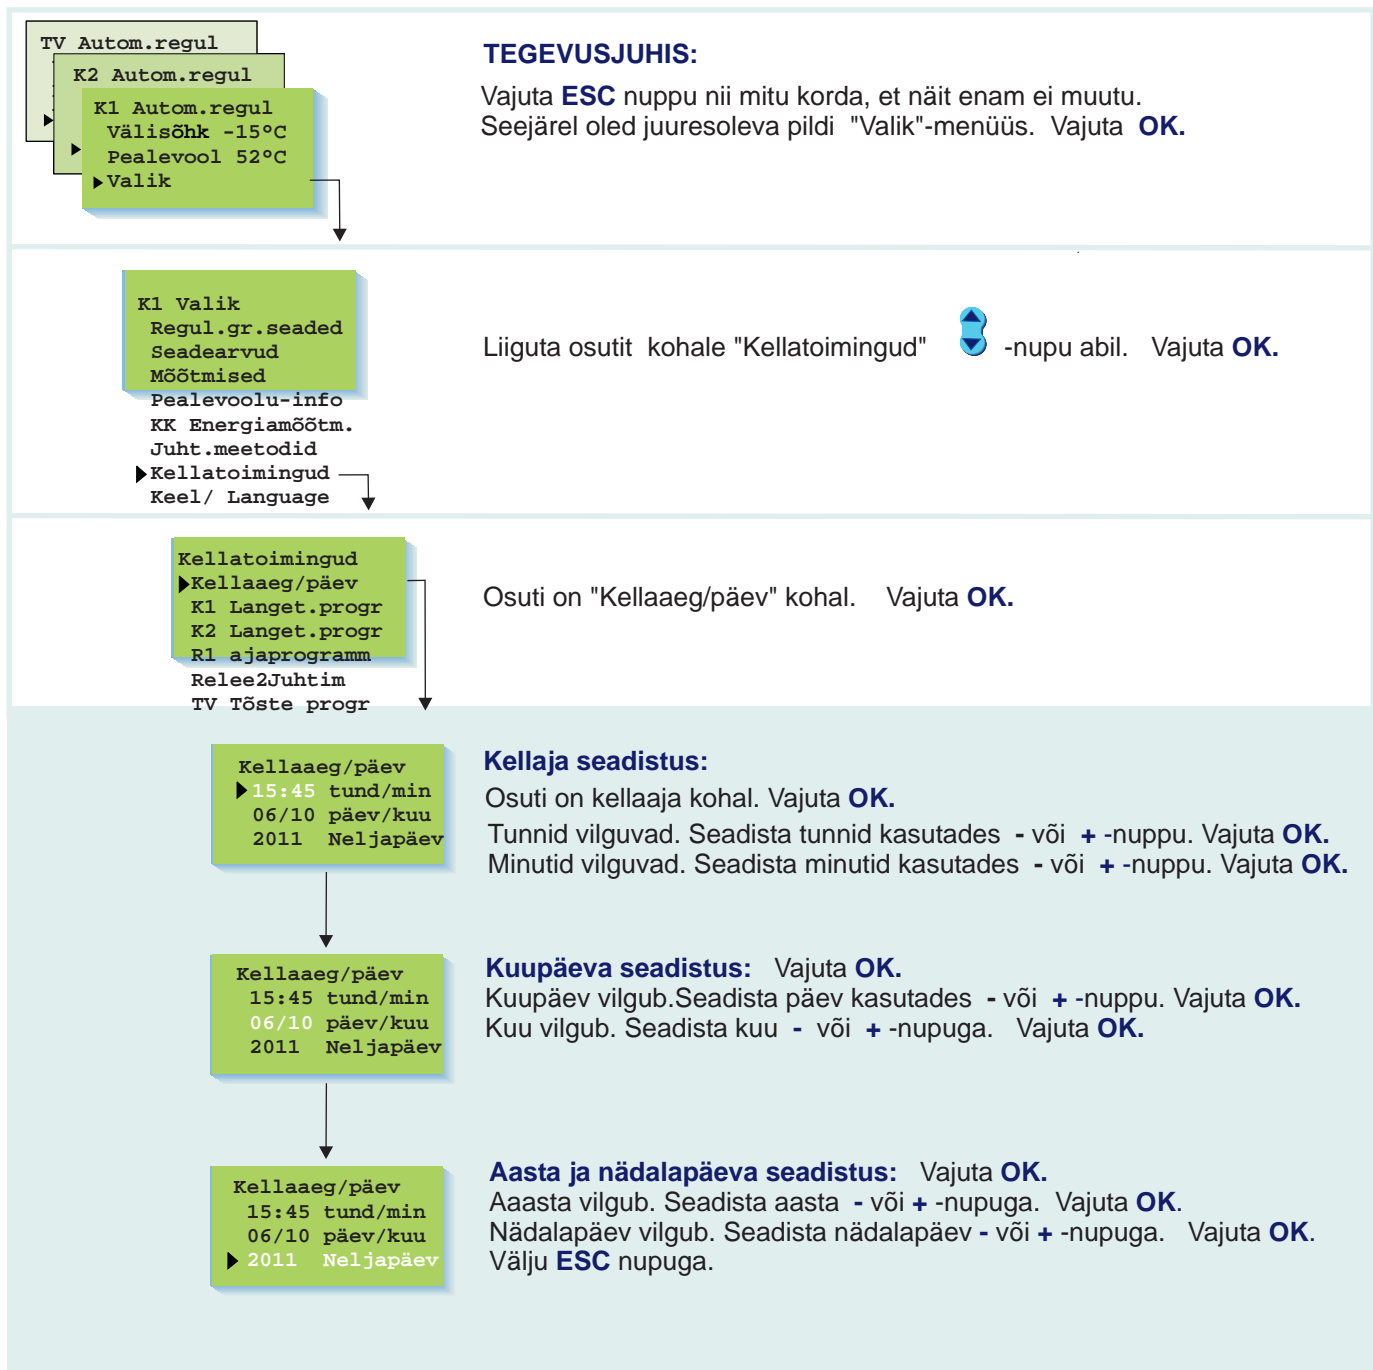 TV Autom.regul
K2 Autom.regul
K1 Autom.regul
Välisõhk -15°C
Pealevool 52°C
Valik
TEGEVUSJUHIS:
Vajuta ESC nuppu nii mitu korda, et näit enam ei muutu.
Seejärel oled juuresoleva pildi "Valik"-menüüs. Vajuta OK.
K1 Valik
Regul.gr.seaded
Seadearvud
Mõõtmised
Pealevoolu-info
KK Energiamõõtm.
Juht.meetodid
Kellatoimingud
Keel/ Language
Liiguta osutit kohale "Kellatoimingud" -nupu abil. Vajuta OK.
Kellatoimingud
Kellaaeg/päev
K1 Langet.progr
K2 Langet.progr
R1 ajaprogramm
Relee2Juhtim
TV Tõste progr
Osuti on "Kellaaeg/päev" kohal. Vajuta OK.
Kellaaeg/päev
15:45 tund/min
06/10 päev/kuu
2011 Neljapäev
Kellaja seadistus:
Osuti on kellaaja kohal. Vajuta OK.
Tunnid vilguvad. Seadista tunnid kasutades - või + -nuppu. Vajuta OK.
Minutid vilguvad. Seadista minutid kasutades - või + -nuppu. Vajuta OK.
Kellaaeg/päev
15:45 tund/min
06/10 päev/kuu
2011 Neljapäev
Kuupäeva seadistus: Vajuta OK.
Kuupäev vilgub.Seadista päev kasutades - või + -nuppu. Vajuta OK.
Kuu vilgub. Seadista kuu - või + -nupuga. Vajuta OK.
Kellaaeg/päev
15:45 tund/min
06/10 päev/kuu
2011 Neljapäev
Aasta ja nädalapäeva seadistus: Vajuta OK.
Aaasta vilgub. Seadista aasta - või + -nupuga. Vajuta OK.
Nädalapäev vilgub. Seadista nädalapäev - või + -nupuga. Vajuta OK.
Välju ESC nupuga.